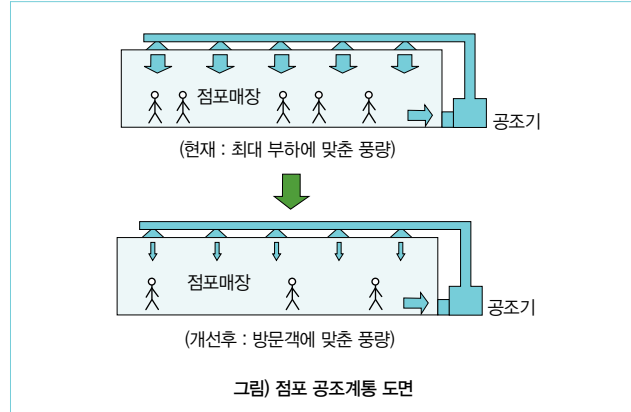 점포매장
공조기
(현재 : 최대 부하에 맞춘 풍량)
점포매장
공조기
(개선후 : 방문객에 맞춘 풍량)
그림) 점포 공조계통 도면